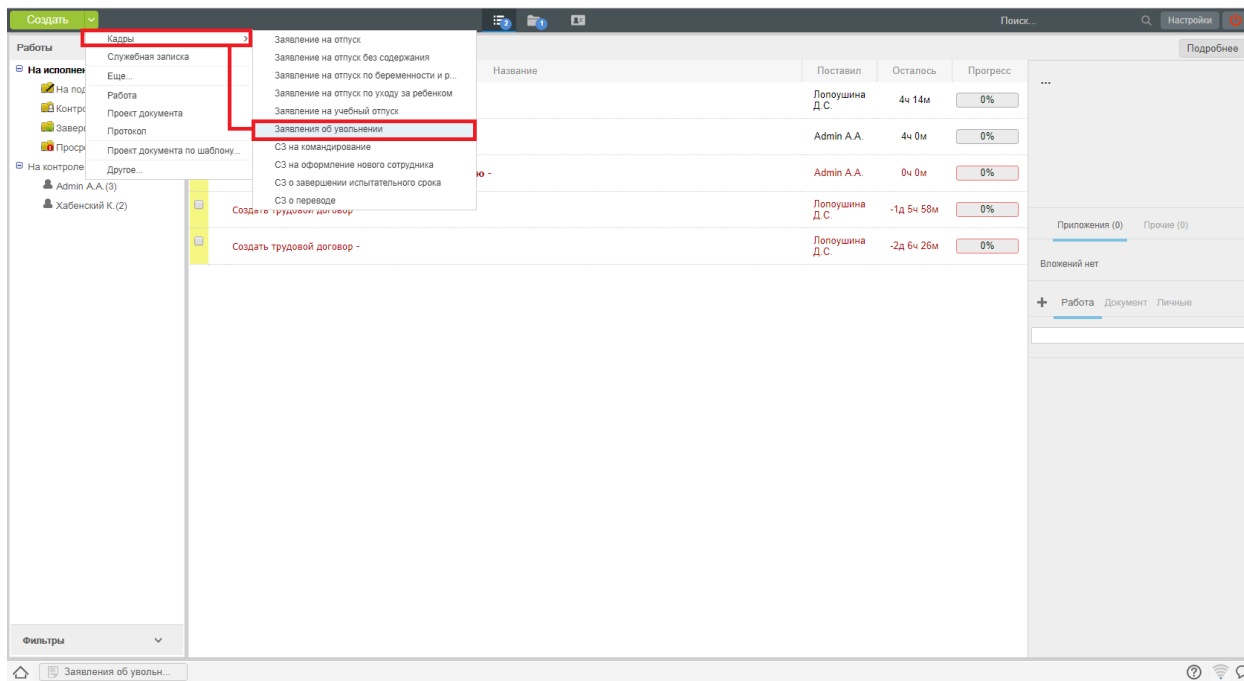 Создать
2
1
Поиск...
Настройки
Работы
Подробнее
На исполнен
На под
Контро
Завер
Проср
На контроле
Admin A.A.(3)
Хабенский К.(2)
Кадры
Служебная записка
Еще...
Работа
Проект документа
Протокол
Проект документа по шаблону...
Другое...
Заявление на отпуск
Заявление на отпуск без содержания
Заявление на отпуск по беременности и р...
Заявление на отпуск по уходу за ребенком
Заявление на учебный отпуск
Заявления об увольнении
СЗ на командирование
СЗ на оформление нового сотрудника
СЗ о завершении испытательного срока
СЗ о переводе
Название Поставил Осталось Прогресс
Лопоушина
Д.С. 4ч 14м 0%
Admin A.A. 4ч 0м 0%
ю - Admin A.A. 0ч 0м 0%
Создать трудовой договор Лопоушина
Д.С. -1д 5ч 58м 0%
Создать трудовой договор - Лопоушина
Д.С. -2д 6ч 26м 0%
...
Приложения (0) Прочие (0)
Вложений нет
+ Работа Документ Личные
Фильтры
Заявления об увольн...